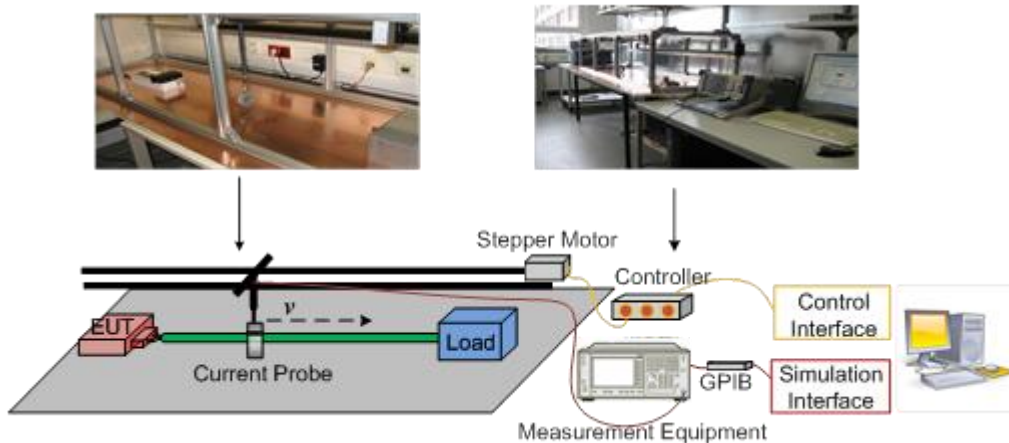 Stepper Motor
Controller
Control
Interface
EUT
v
Load
Current Probe
GPIB
Simulation
Interface
Measurement Equipment